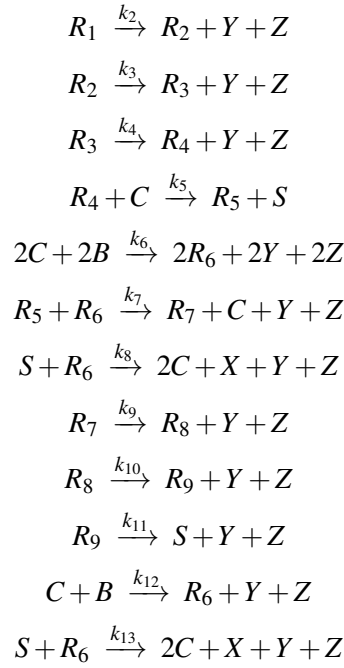 R₁ —k₂→ R₂ + Y + Z
R₂ —k₃→ R₃ + Y + Z
R₃ —k₄→ R₄ + Y + Z
R₄ + C —k₅→ R₅ + S
2C + 2B —k₆→ 2R₆ + 2Y + 2Z
R₅ + R₆ —k₇→ R₇ + C + Y + Z
S + R₆ —k₈→ 2C + X + Y + Z
R₇ —k₉→ R₈ + Y + Z
R₈ —k₁₀→ R₉ + Y + Z
R₉ —k₁₁→ S + Y + Z
C + B —k₁₂→ R₆ + Y + Z
S + R₆ —k₁₃→ 2C + X + Y + Z